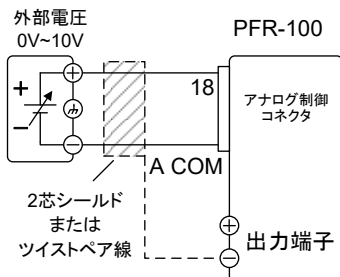 外部電圧
0V~10V
PFR-100
+
−
18
アナログ制御
コネクタ
A COM
2芯シールド
または
ツイストペア線
出力端子